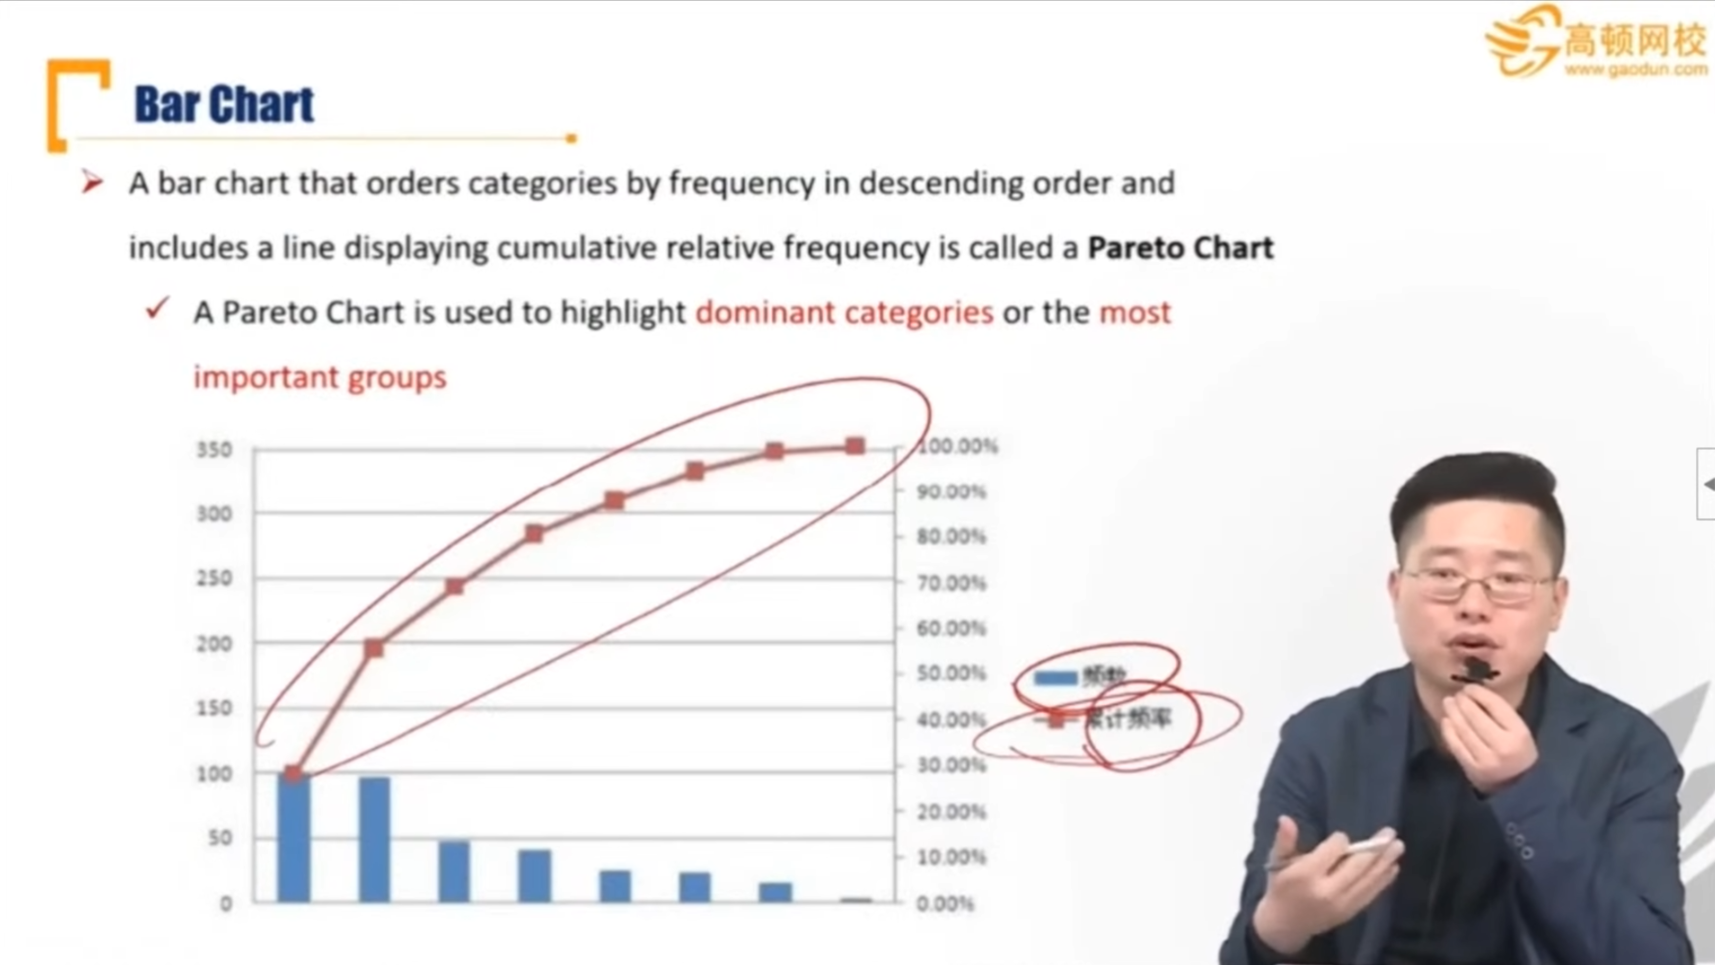 高顿网校
www.gaodun.com
Bar Chart
A bar chart that orders categories by frequency in descending order and
includes a line displaying cumulative relative frequency is called a Pareto Chart
A Pareto Chart is used to highlight dominant categories or the most
important groups
350
300
250
200
150
100
50
0
100.00%
90.00%
80.00%
70.00%
60.00%
50.00%
40.00%
30.00%
20.00%
10.00%
0.00%
频数
累计频率